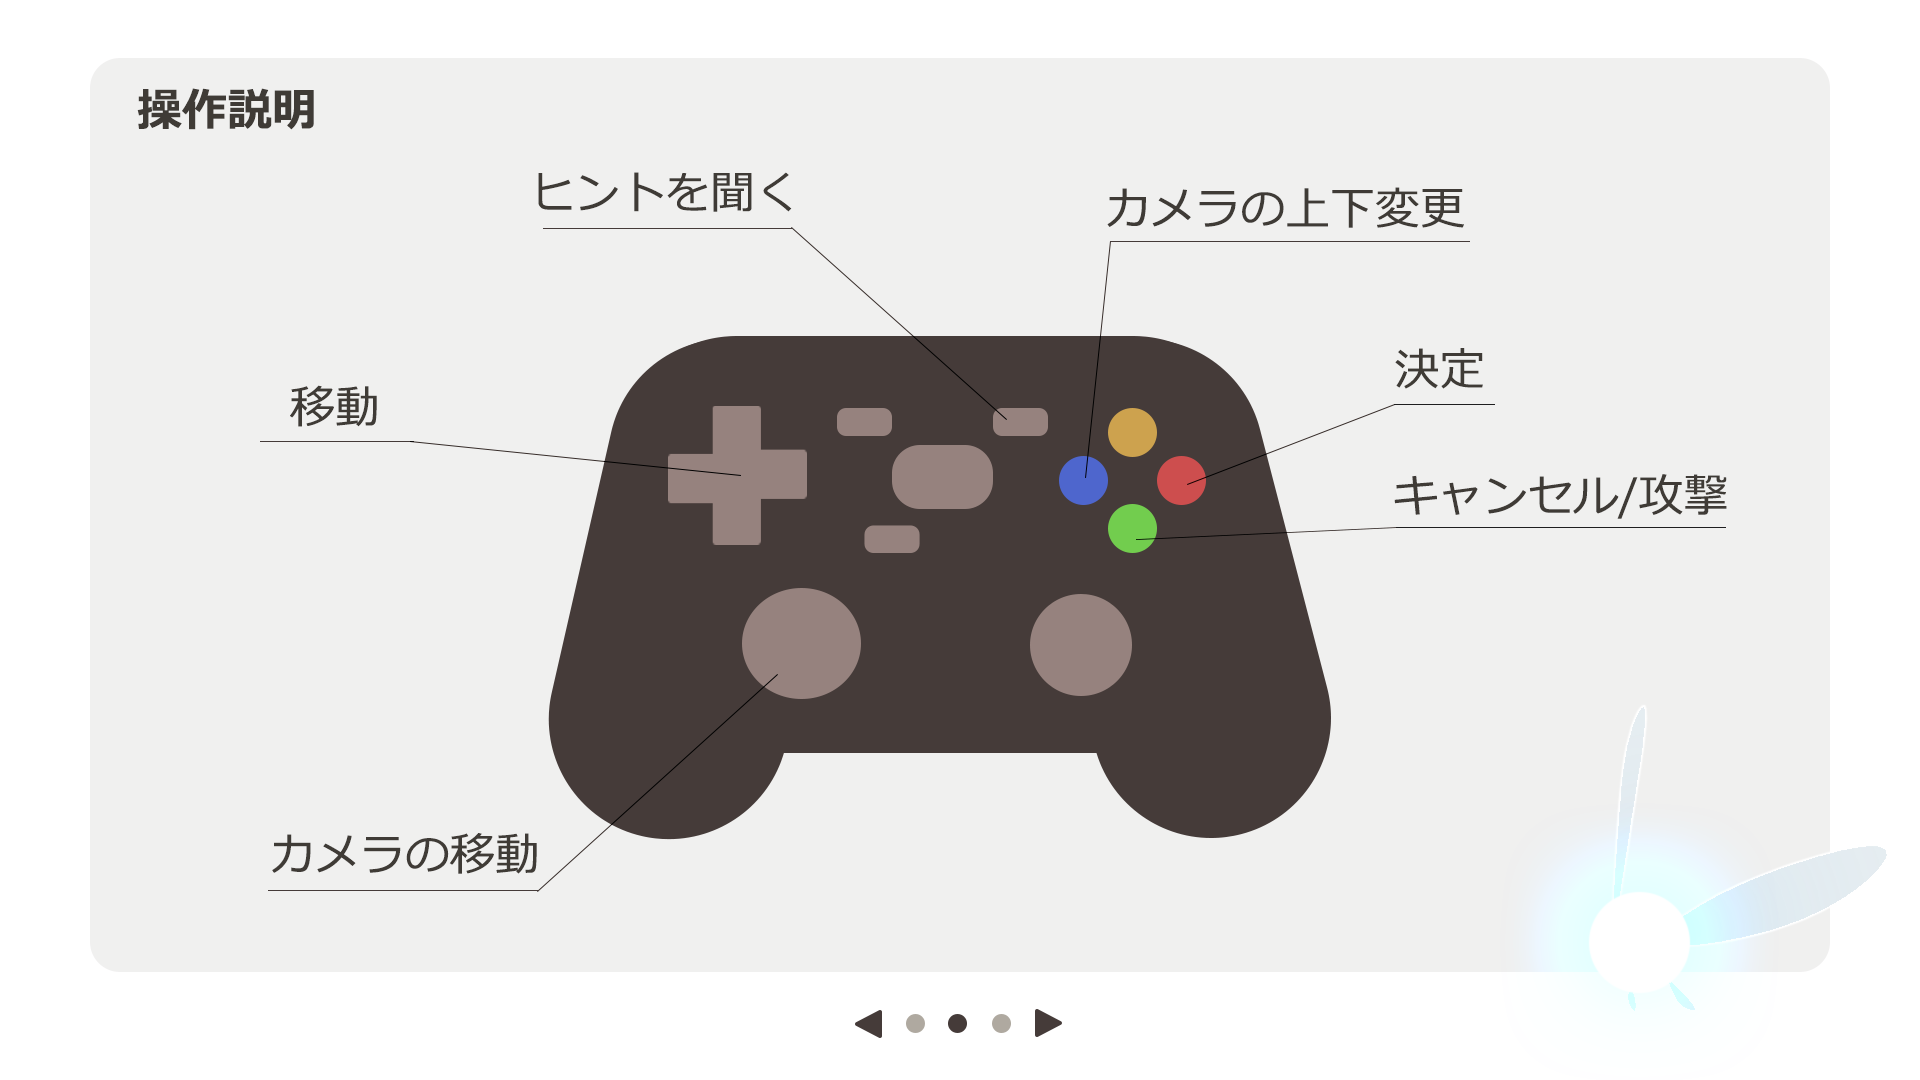 操作説明
ヒントを聞く
カメラの上下変更
決定
移動
キャンセル/攻撃
カメラの移動